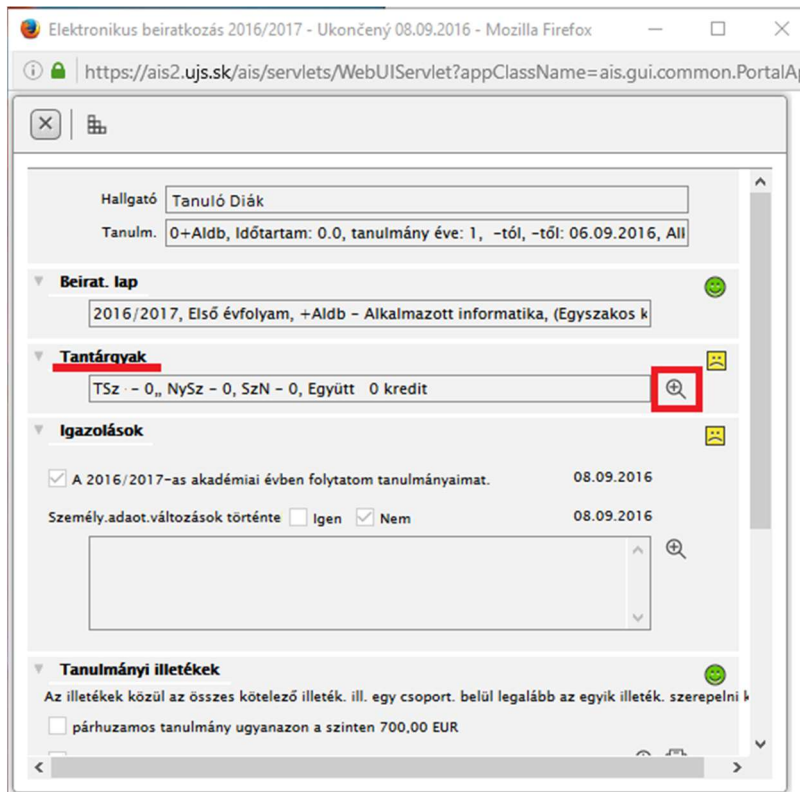 Elektronikus beiratkozás 2016/2017 - Ukončený 08.09.2016 - Mozilla Firefox
https://ais2.ujs.sk/ais/servlets/WebUIServlet?appClassName=ais.gui.common.PortalAp
Hallgató Tanuló Diák
Tanulm. 0+AIdb, Időtartam: 0.0, tanulmány éve: 1, -tól, -től: 06.09.2016, All
Beirat. lap
2016/2017, Első évfolyam, +AIdb - Alkalmazott informatika, (Egyszakos k
Tantárgyak
TSz - 0,, NySz - 0, SzN - 0, Együtt 0 kredit
Igazolások
A 2016/2017-as akadémiai évben folytatom tanulmányaimat. 08.09.2016
Személy.adaot.változások történte Igen Nem 08.09.2016
Tanulmányi illetékek
Az illetékek közül az összes kötelező illeték. ill. egy csoport. belül legalább az egyik illeték. szerepelni k
párhuzamos tanulmány ugyanazon a szinten 700,00 EUR